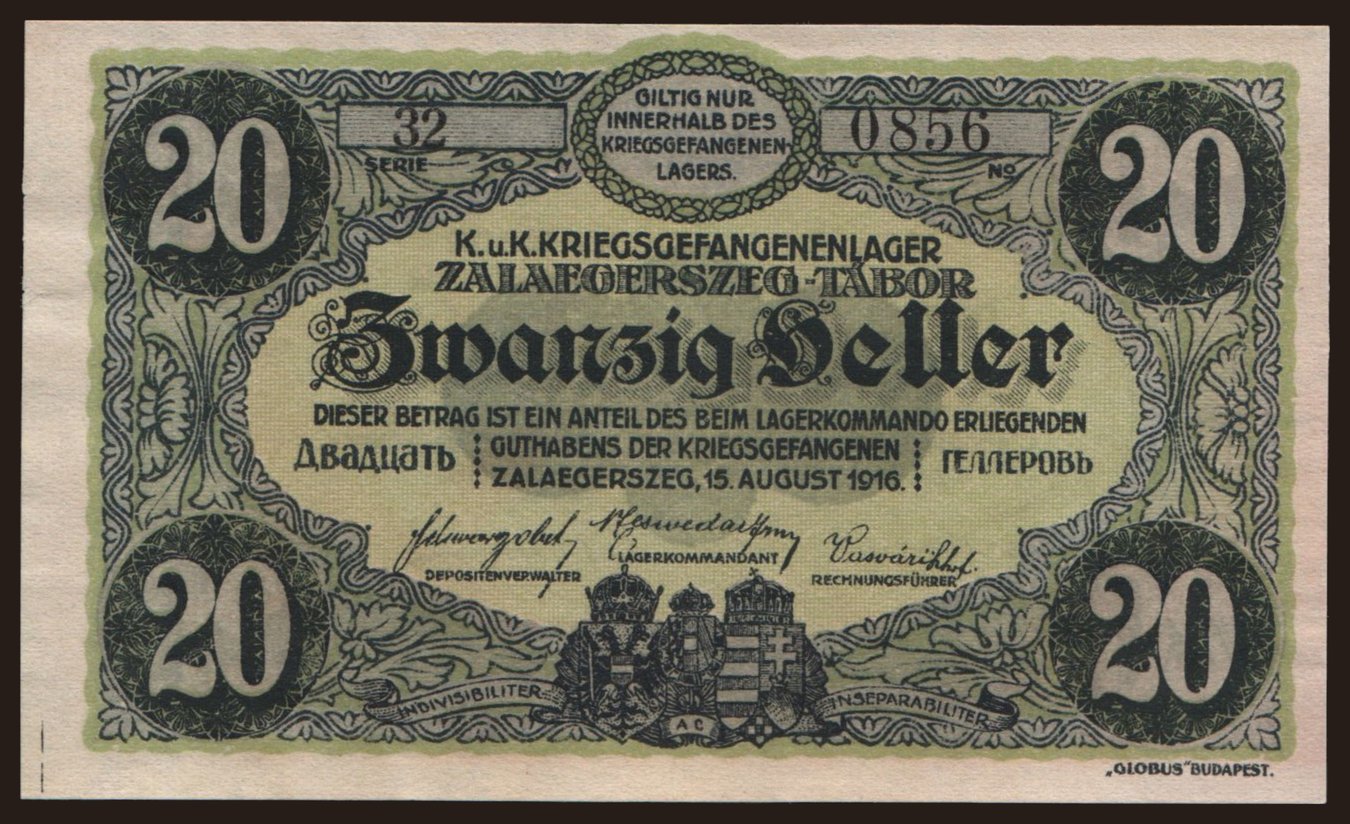 20
32
SERIE
GILTIG NUR
INNERHALB DES
KRIEGSGEFANGENEN-
LAGERS.
0856
No
20
K.u.K.KRIEGSGEFANGENENLAGER
ZALAEGERSZEG-TÁBOR
Zwanzig Heller
DIESER BETRAG IST EIN ANTEIL DES BEIM LAGERKOMMANDO ERLIEGENDEN
Двадцать GUTHABENS DER KRIEGSGEFANGENEN ГЕЛЛЕРОВЬ
ZALAEGERSZEG, 15. AUGUST 1916.
LAGERKOMMANDANT
DEPOSITENVERWALTER
RECHNUNGSFÜHRER
20
20
INDIVISIBILITER
AC
INSEPARABILITER
„GLOBUS“ BUDAPEST.